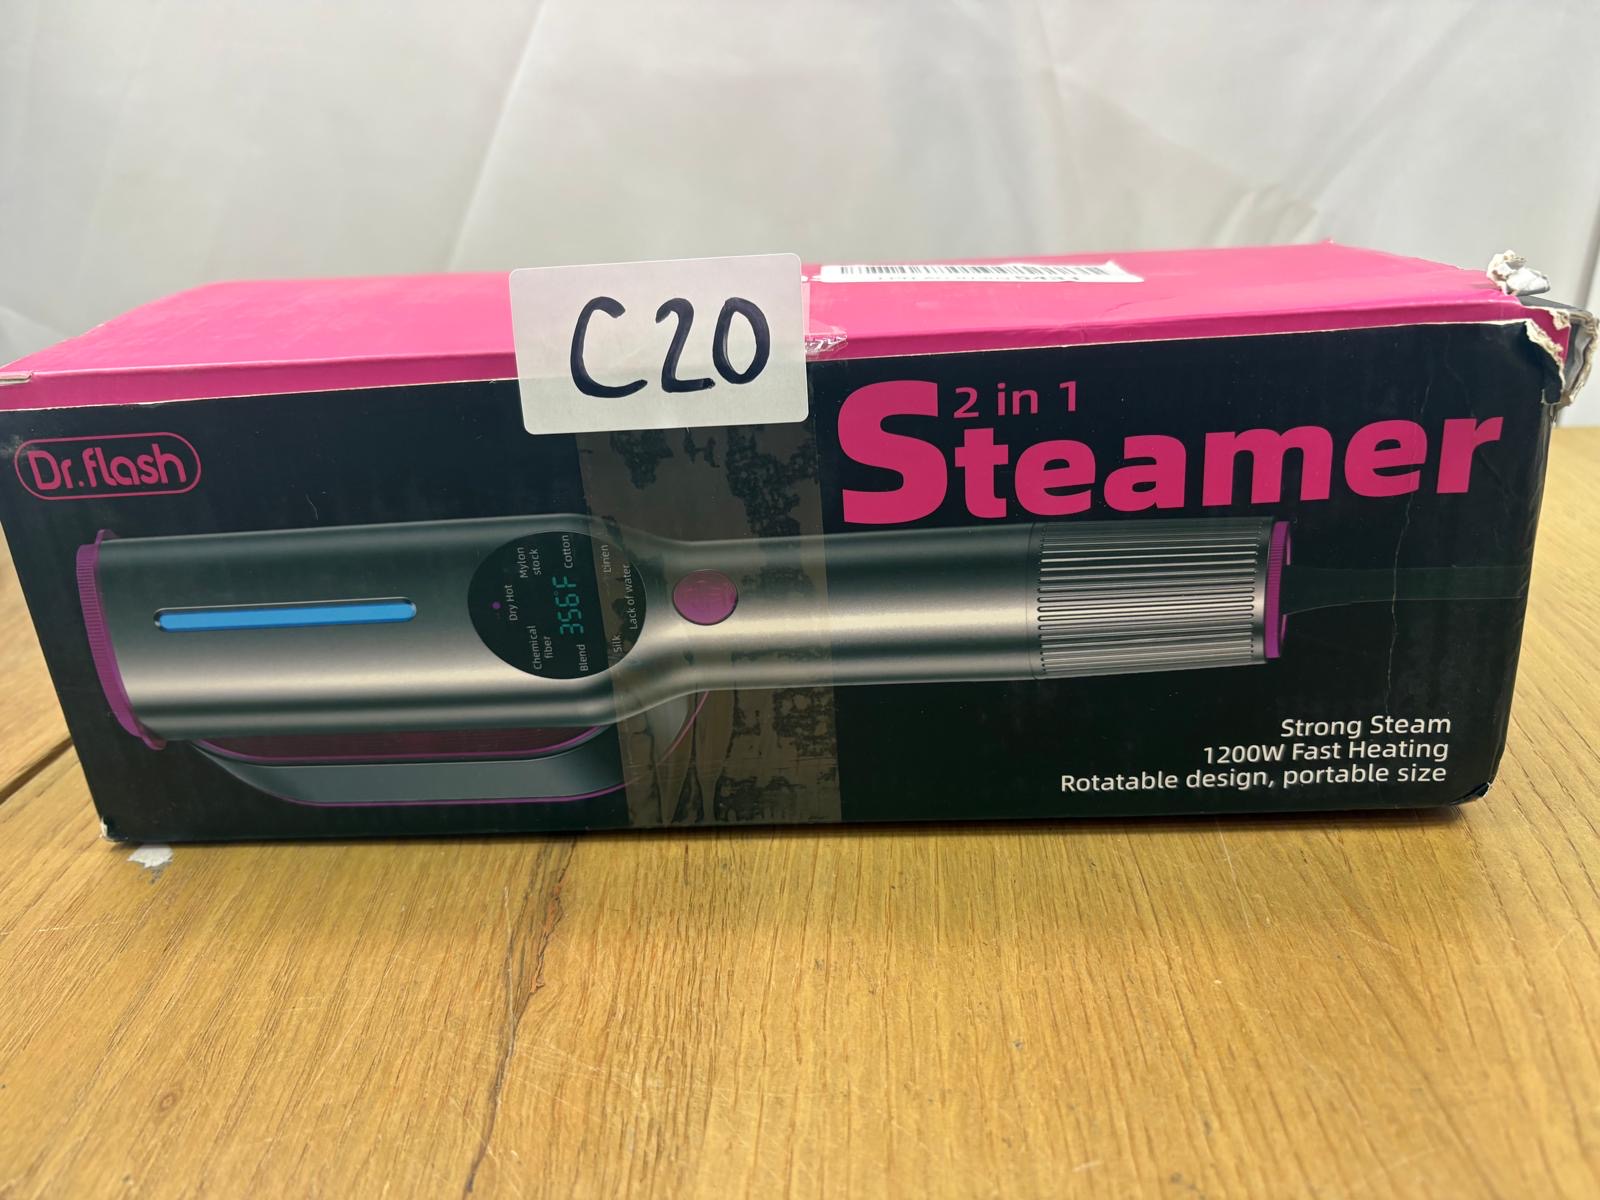 C20
Dr.flash
2 in 1
Steamer
Dry Hot
Mylon
stock
Cotton
Linen
Chemical
fiber
356°F
Blend
Silk
Lack of water
Strong Steam
1200W Fast Heating
Rotatable design, portable size